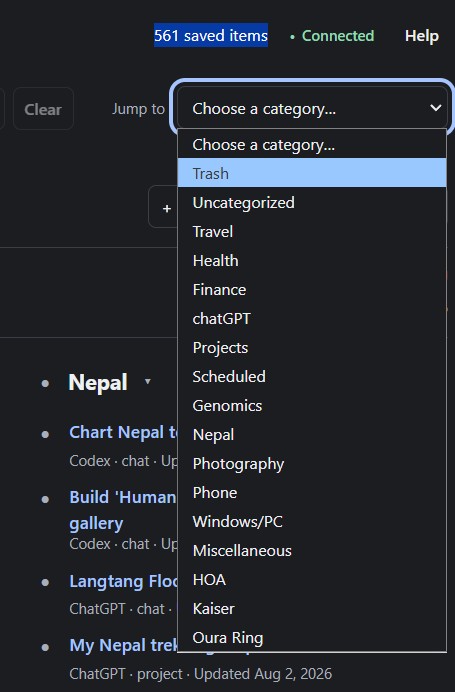 561 saved items • Connected Help
Clear Jump to Choose a category...
Choose a category...
Trash
Uncategorized
+
Travel
Health
Finance
chatGPT
Projects
Scheduled
Genomics
Nepal
Photography
Phone
Windows/PC
Miscellaneous
HOA
Kaiser
Oura Ring
• Nepal ▾
• Chart Nepal t
Codex · chat · Up
• Build 'Human
gallery
Codex · chat · Up
• Langtang Floo
ChatGPT · chat ·
• My Nepal trek
ChatGPT · project · Updated Aug 2, 2026